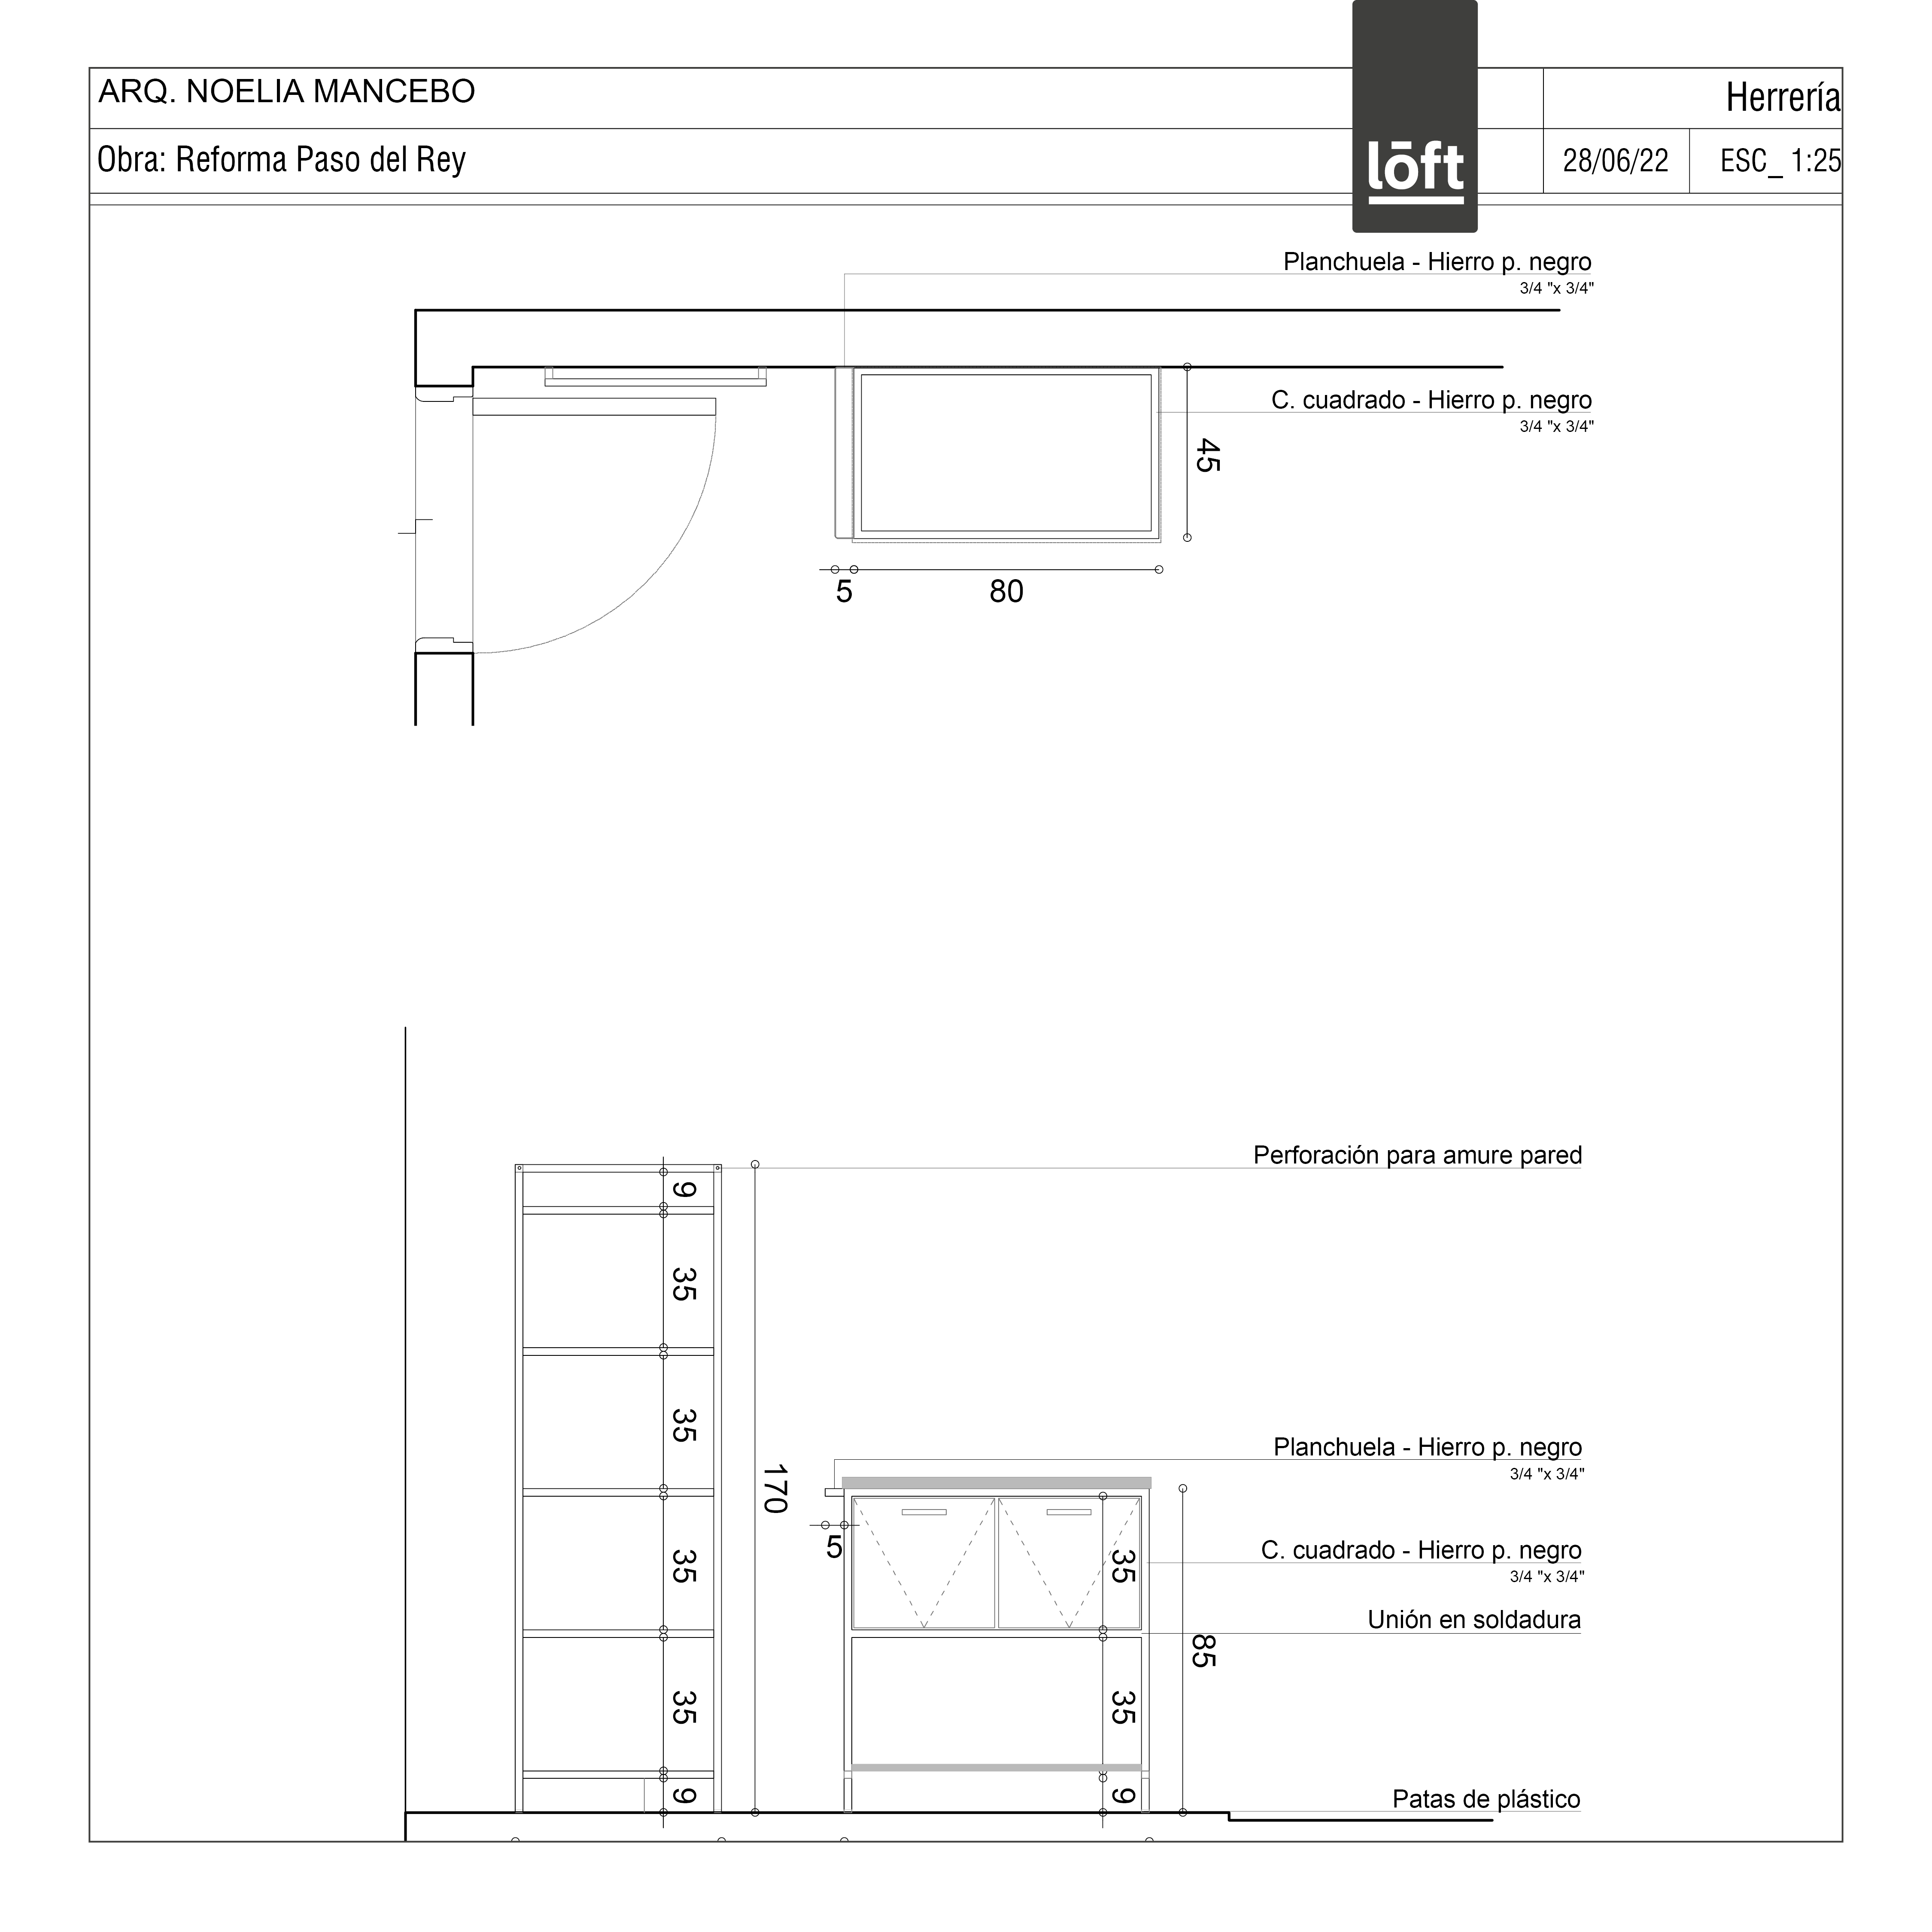 ARQ. NOELIA MANCEBO
Herrería
Obra: Reforma Paso del Rey
lōft
28/06/22
ESC_ 1:25
Planchuela - Hierro p. negro
3/4 "x 3/4"
C. cuadrado - Hierro p. negro
3/4 "x 3/4"
45
5
80
Perforación para amure pared
9
35
35
35
35
9
170
Planchuela - Hierro p. negro
3/4 "x 3/4"
5
35
C. cuadrado - Hierro p. negro
3/4 "x 3/4"
Unión en soldadura
85
35
9
Patas de plástico